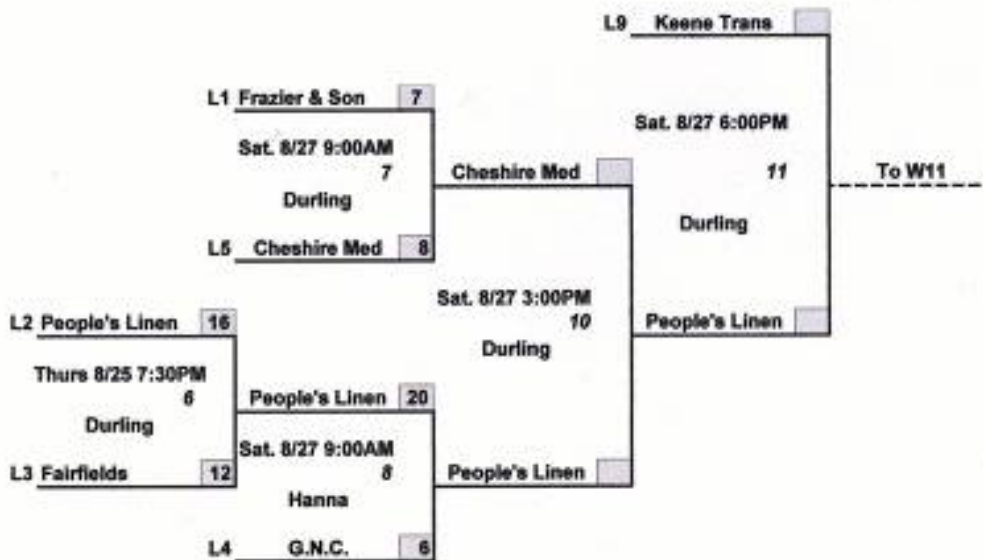 L9 Keene Trans
L1 Frazier & Son 7
Sat. 8/27 9:00AM
7
Durling
L5 Cheshire Med 8
Cheshire Med
Sat. 8/27 6:00PM
11
Durling
To W11
L2 People's Linen 16
Thurs 8/25 7:30PM
6
Durling
L3 Fairfields 12
People's Linen 20
Sat. 8/27 9:00AM
8
Hanna
L4 G.N.C. 6
Sat. 8/27 3:00PM
10
Durling
People's Linen
People's Linen